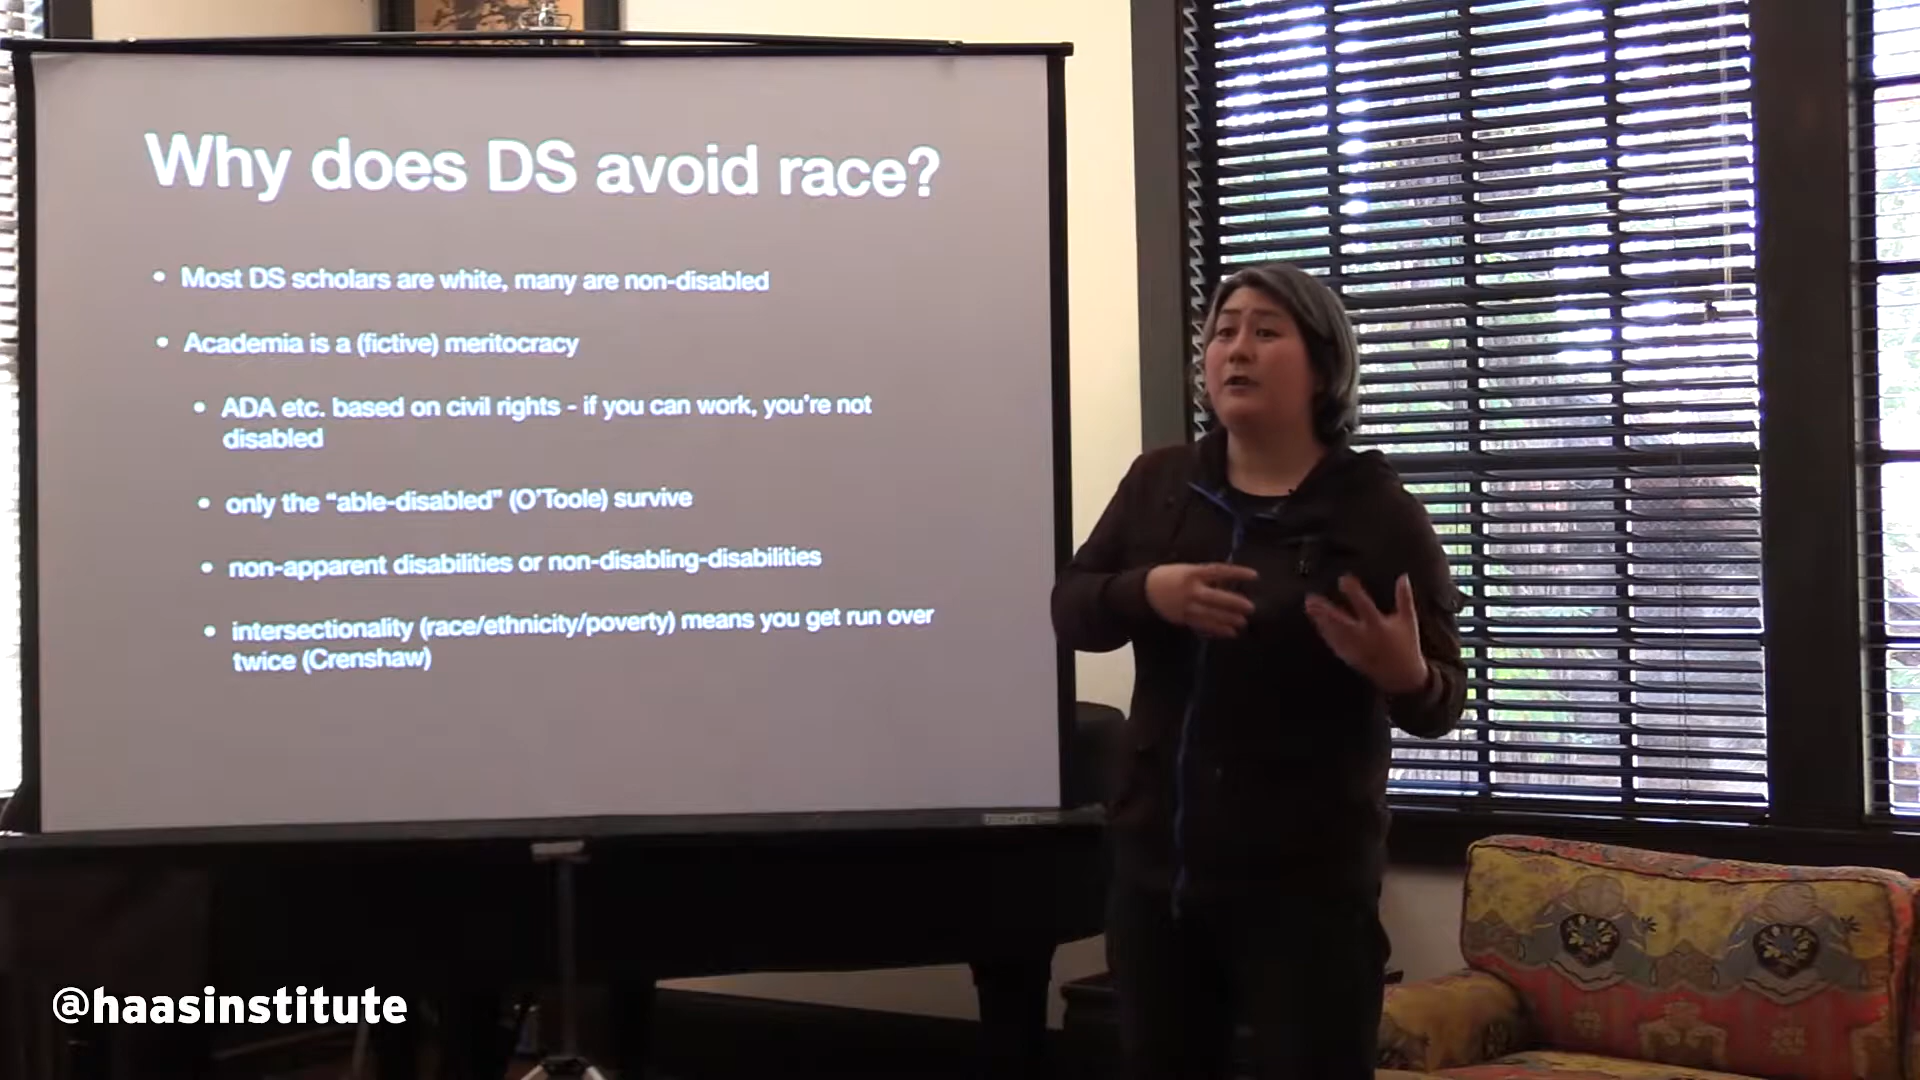 Why does DS avoid race?
• Most DS scholars are white, many are non-disabled
• Academia is a (fictive) meritocracy
• ADA etc. based on civil rights - if you can work, you're not
disabled
• only the “able-disabled” (O'Toole) survive
• non-apparent disabilities or non-disabling-disabilities
• intersectionality (race/ethnicity/poverty) means you get run over
twice (Crenshaw)
@haasinstitute